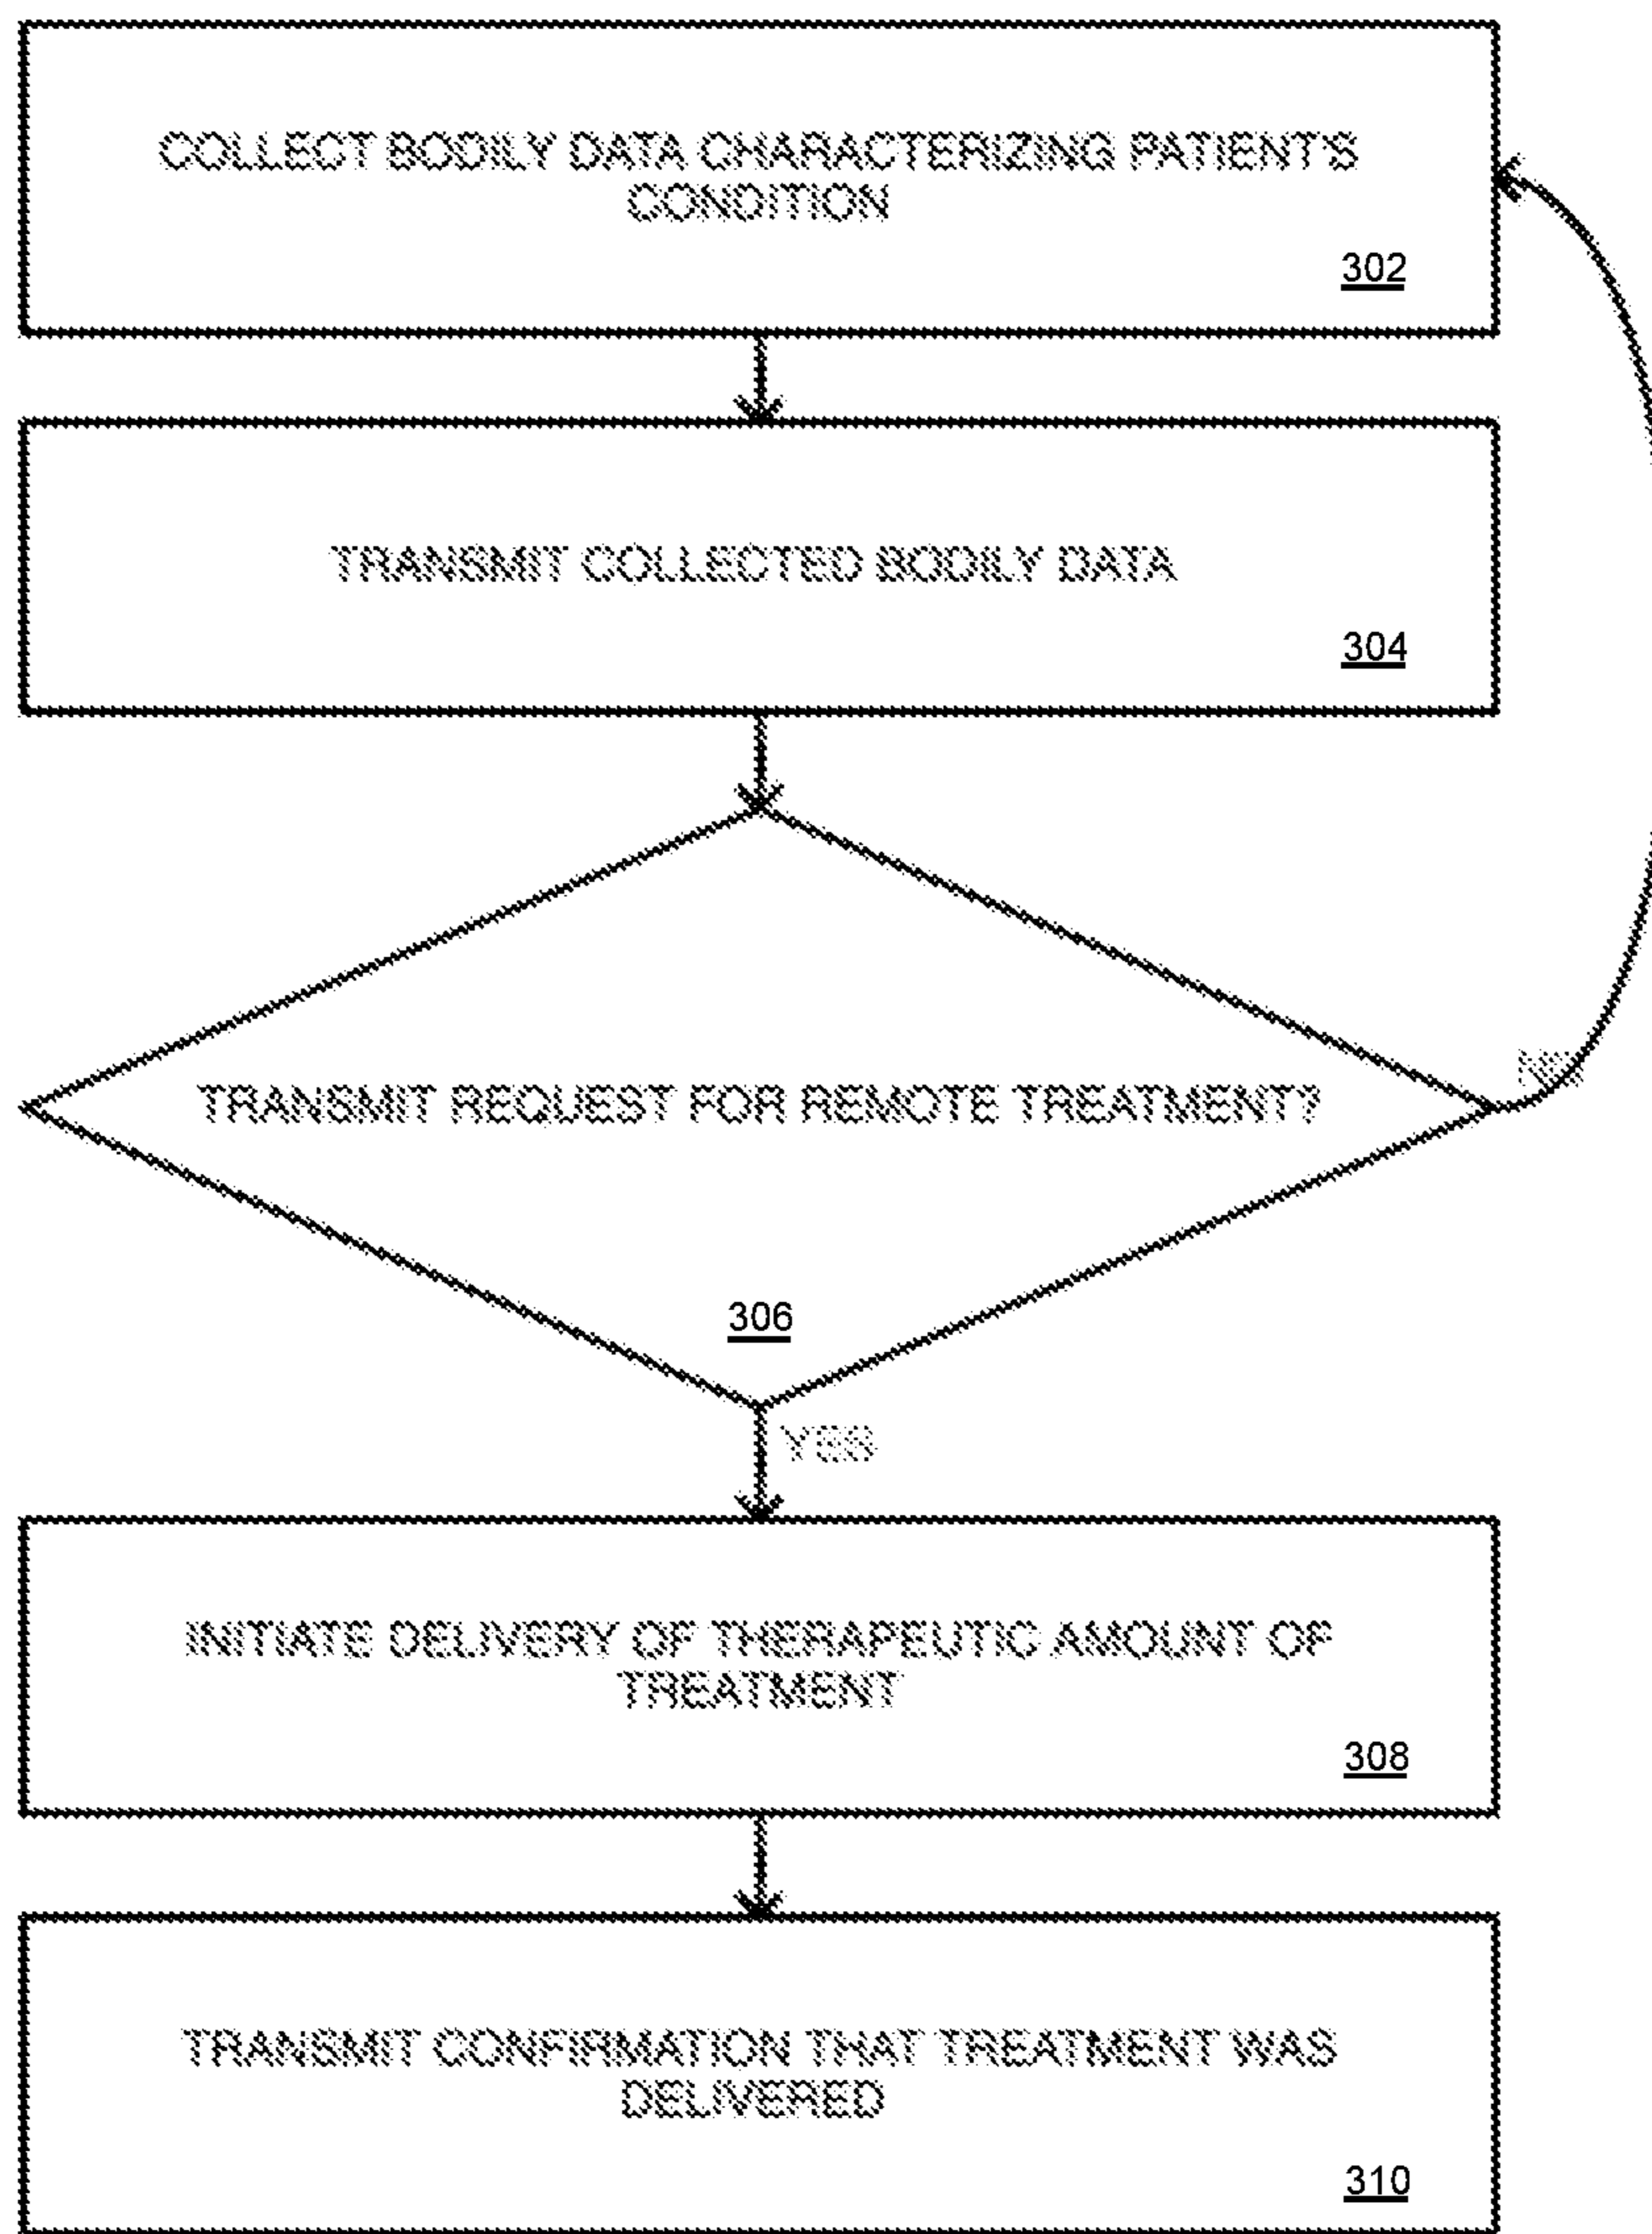 COLLECT BODILY DATA CHARACTERIZING PATIENT'S
CONDITION
302
TRANSMIT COLLECTED BODILY DATA
304
TRANSMIT REQUEST FOR REMOTE TREATMENT?
306
YES
INITIATE DELIVERY OF THERAPEUTIC AMOUNT OF
TREATMENT
308
TRANSMIT CONFIRMATION THAT TREATMENT WAS
DELIVERED
310